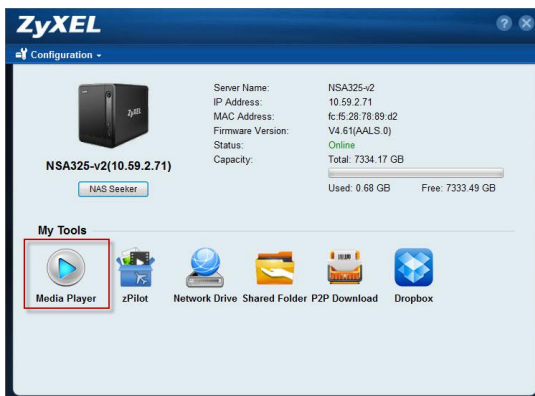 ZyXEL
Configuration
Server Name: NSA325-v2
IP Address: 10.59.2.71
MAC Address: fc:f5:28:78:89:d2
Firmware Version: V4.61(AALS.0)
Status: Online
Capacity: Total: 7334.17 GB
NSA325-v2(10.59.2.71)
Used: 0.68 GB Free: 7333.49 GB
NAS Seeker
My Tools
Media Player zPilot Network Drive Shared Folder P2P Download Dropbox